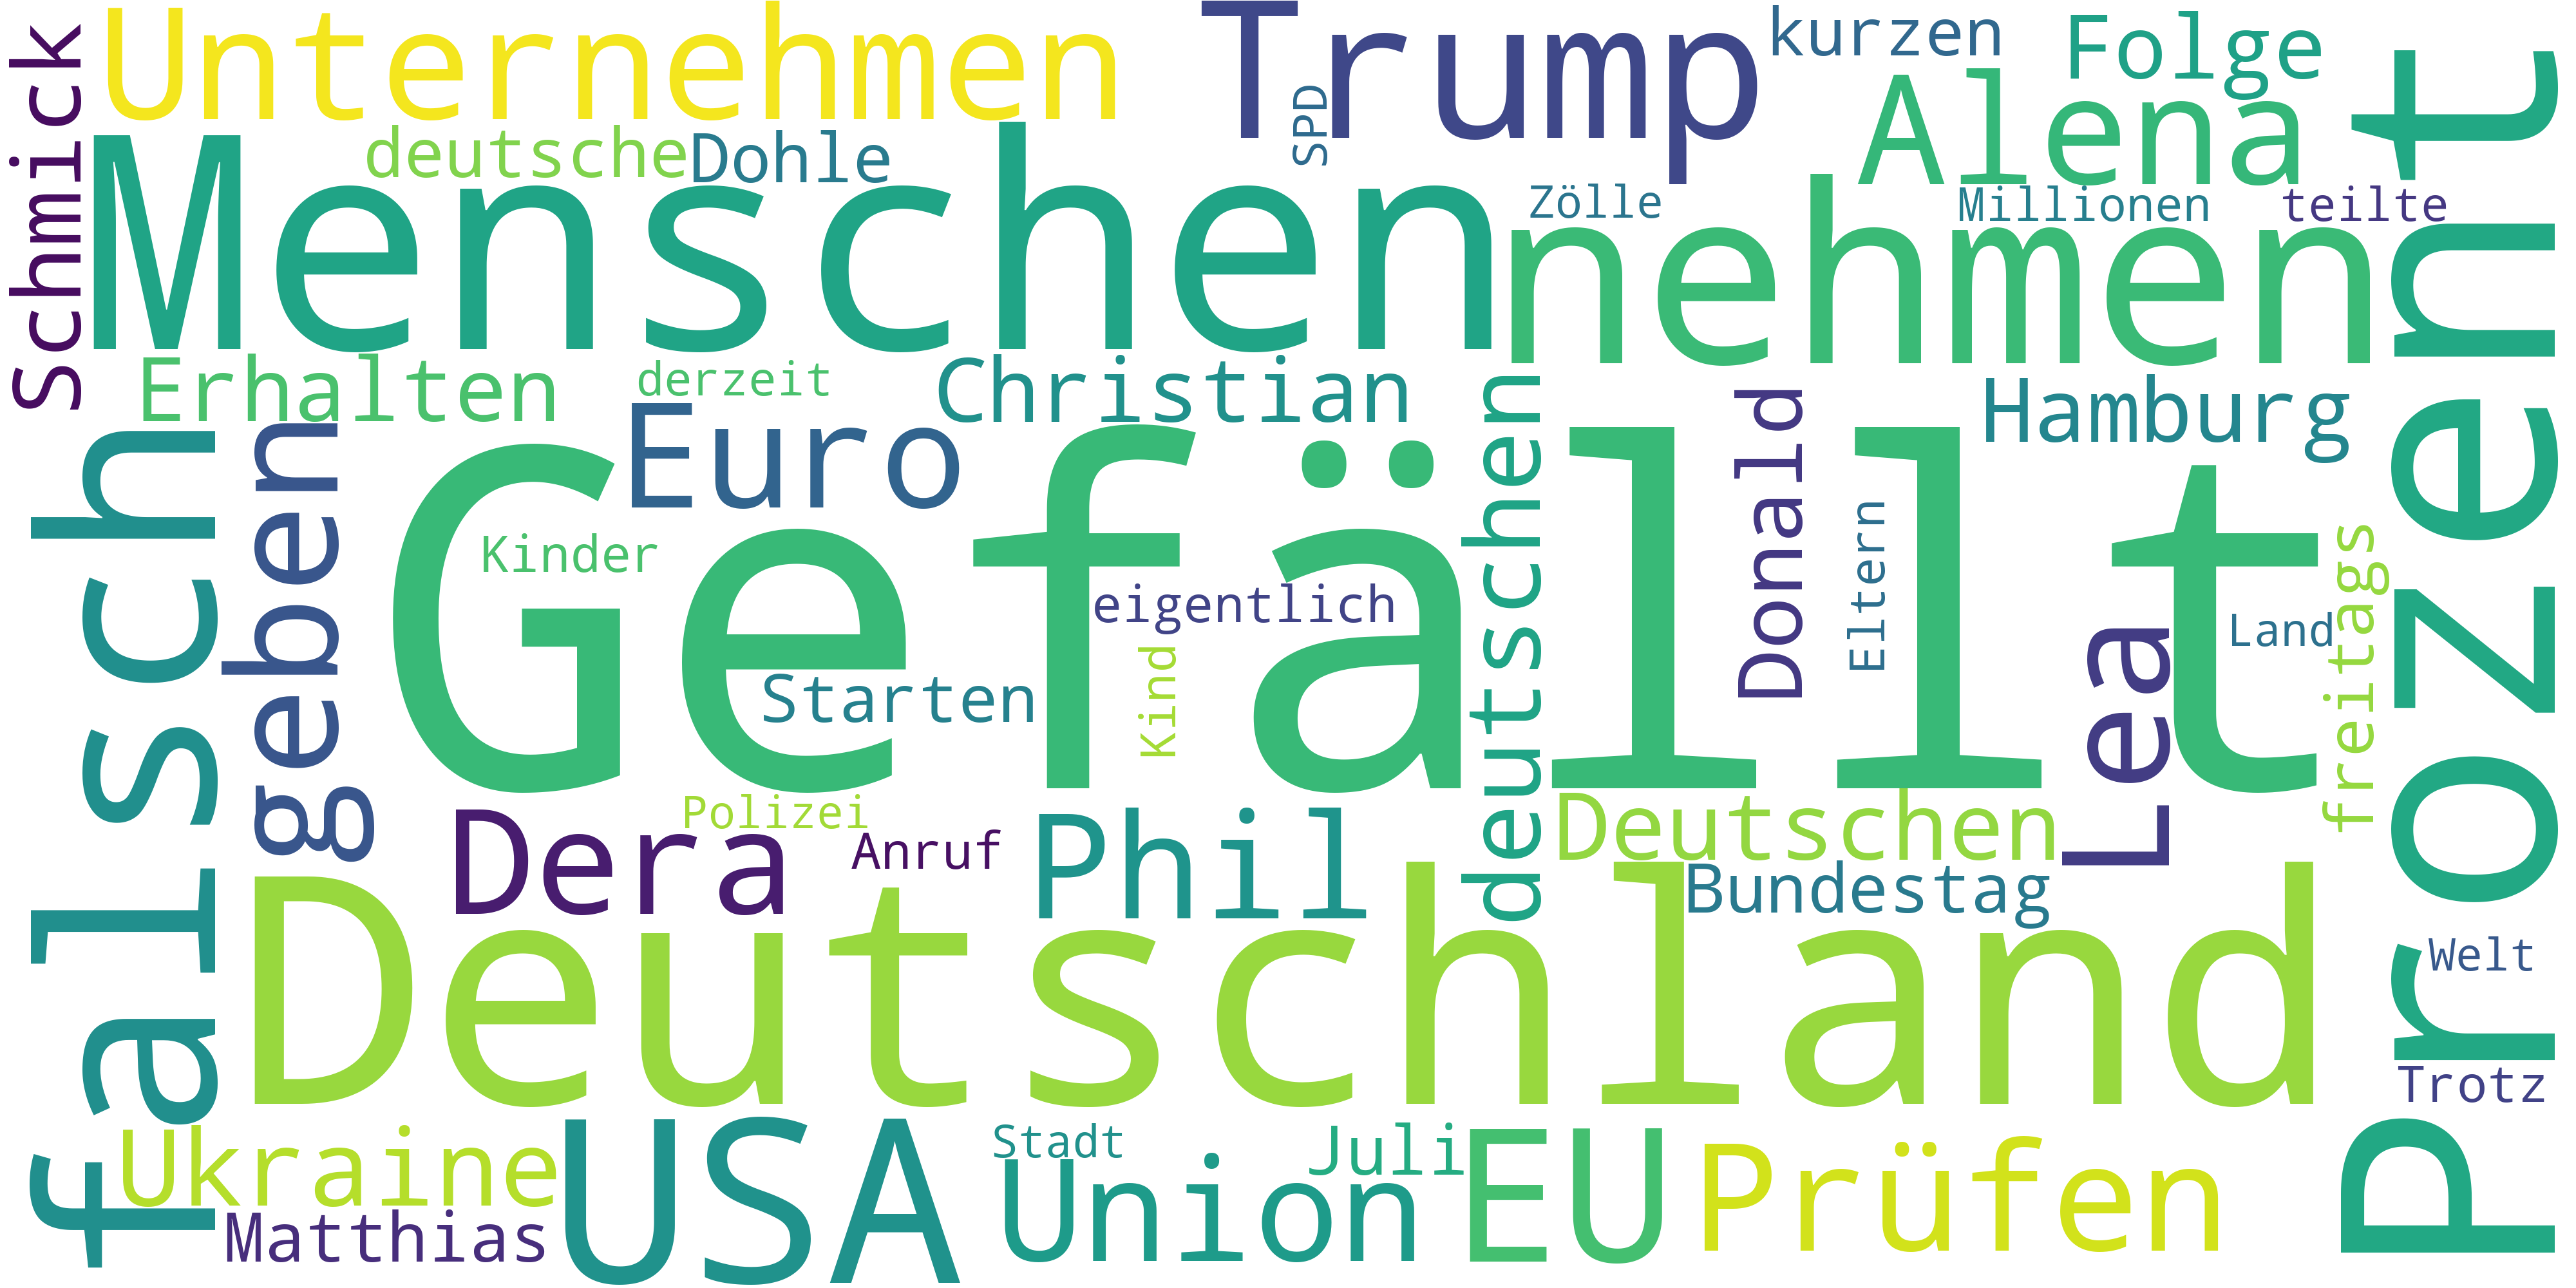 Unternehmen
Trump
kurzen
Folge
Schmick
SPD
Alena
deutsche
Dohle
Menschen
Zölle
Millionen
teilte
nehmen
Prozent
Erhalten
derzeit
Christian
Hamburg
falsch
geben
Euro
deutschen
Donald
Gefällt
Kinder
eigentlich
Eltern
Land
freitags
Starten
Kind
Lea
Polizei
Deutschen
Dera
Anruf
Phil
Bundestag
Deutschland
Welt
Trotz
Ukraine
USA
Stadt
Juli
Union
EU
Prüfen
Matthias